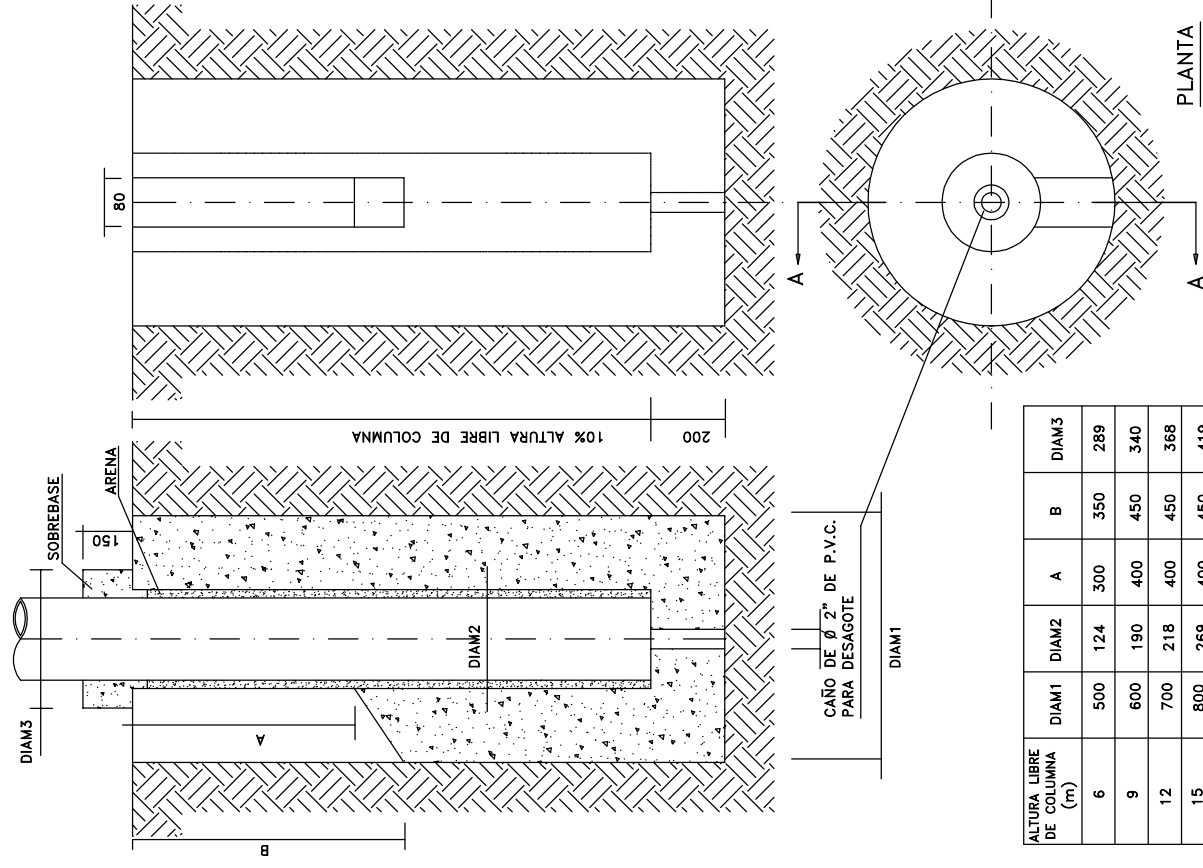 DIAM3
SOBREBASE
150
ARENA
A
B
DIAM2
10% ALTURA LIBRE DE COLUMNA
200
80
CAÑO DE Ø 2" DE P.V.C.
PARA DESAGOTE
DIAM1
A
A
PLANTA
ALTURA LIBRE DE COLUMNA (m) DIAM1 DIAM2 A B DIAM3
6 500 124 300 350 289
9 600 190 400 450 340
12 700 218 400 450 368
15 800 269 400 450 419